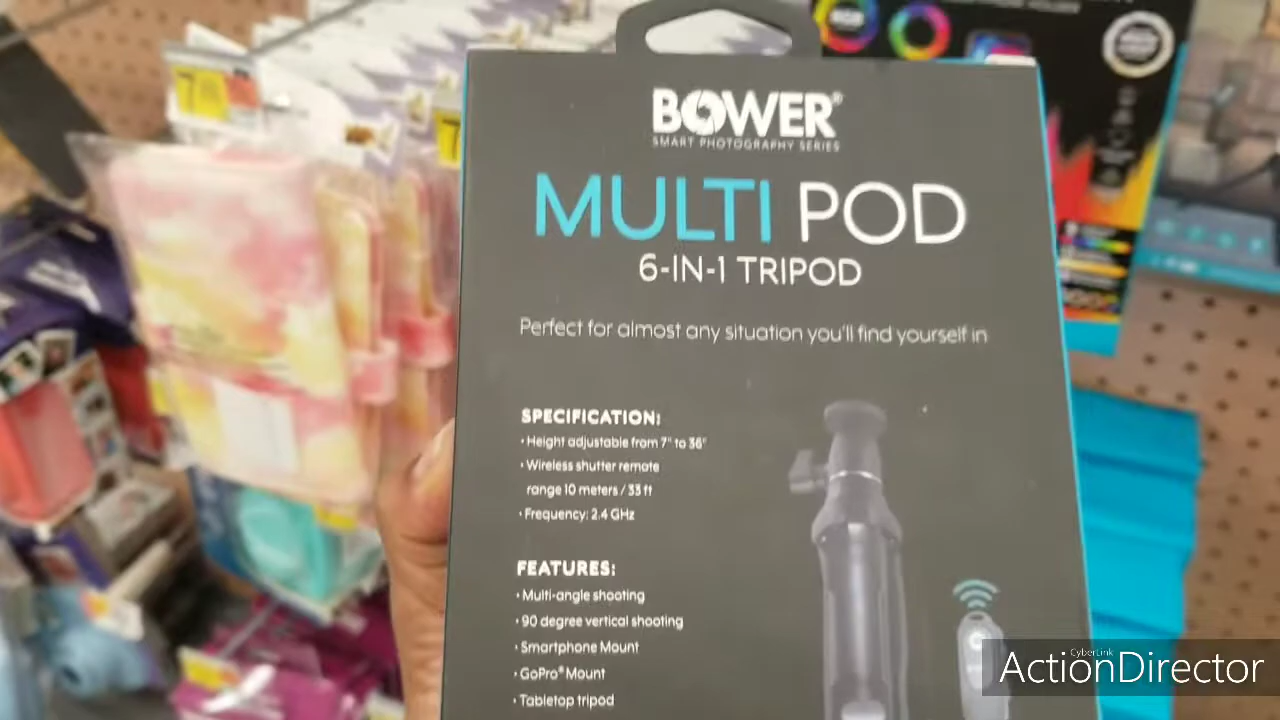 BOWER®
SMART PHOTOGRAPHY SERIES
MULTI POD
6-IN-1 TRIPOD
Perfect for almost any situation you'll find yourself in
SPECIFICATION:
• Height adjustable from 7" to 36"
• Wireless shutter remote
range 10 meters / 33 ft
• Frequency: 2.4 GHz
FEATURES:
• Multi-angle shooting
• 90 degree vertical shooting
• Smartphone Mount
• GoPro® Mount
• Tabletop tripod
CyberLink
ActionDirector